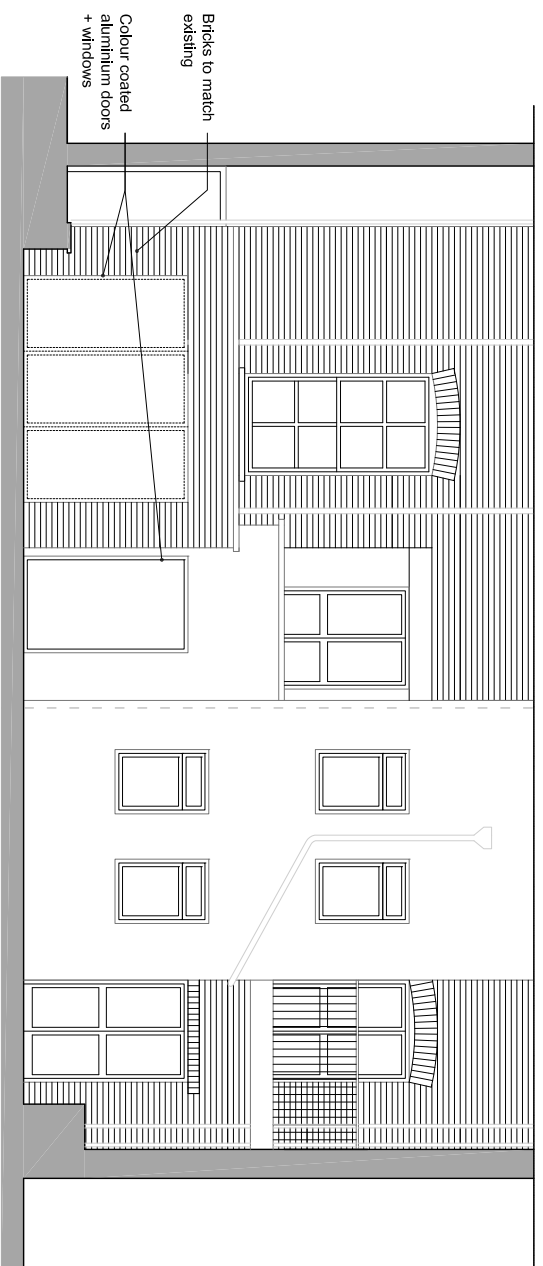 Bricks to match
existing
Colour coated
aluminium doors
+ windows